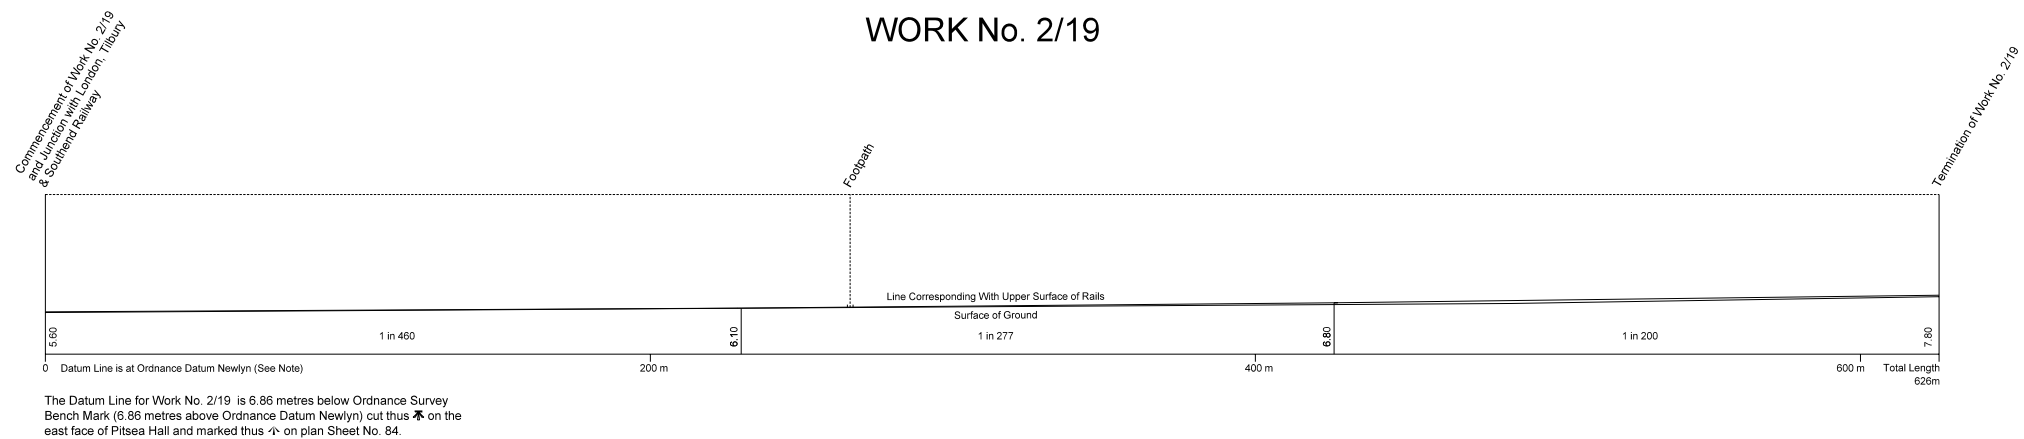 WORK No. 2/19
Commencement of Work No. 2/19
and Junction with London, Tilbury
& Southend Railway
Footpath
Termination of Work No. 2/19
Line Corresponding With Upper Surface of Rails
Surface of Ground
5.60
1 in 460
6.10
1 in 277
6.80
1 in 200
7.80
0
Datum Line is at Ordnance Datum Newlyn (See Note)
200 m
400 m
600 m
Total Length
626m
The Datum Line for Work No. 2/19 is 6.86 metres below Ordnance Survey
Bench Mark (6.86 metres above Ordnance Datum Newlyn) cut thus on the
east face of Pitsea Hall and marked thus on plan Sheet No. 84.